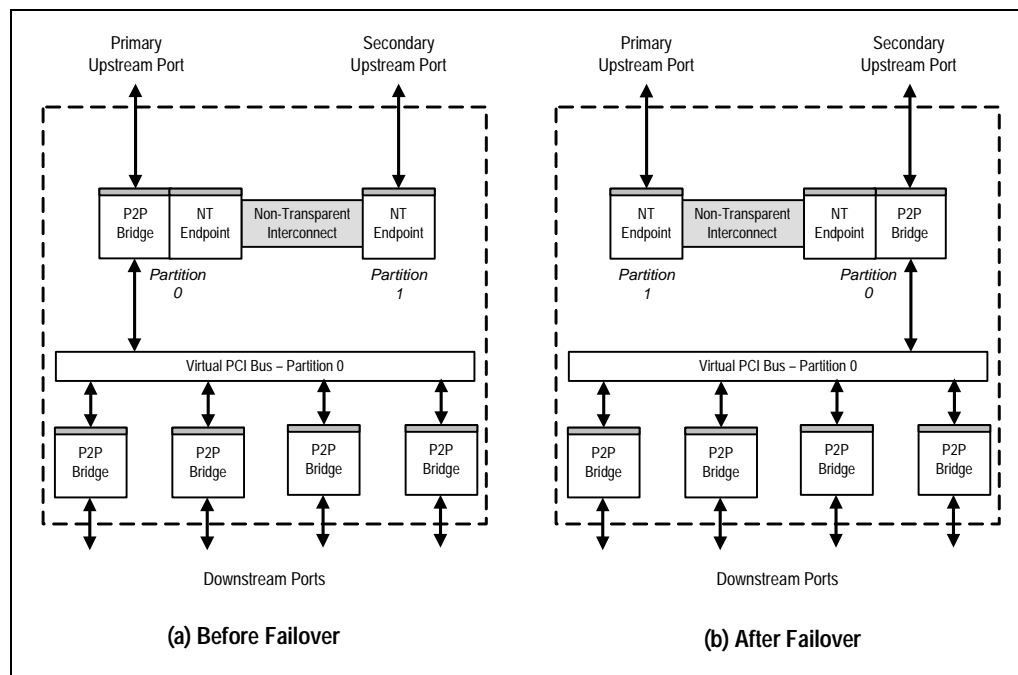 Primary
Upstream Port
Secondary
Upstream Port
P2P
Bridge
NT
Endpoint
Non-Transparent
Interconnect
NT
Endpoint
Partition
0
Partition
1
Virtual PCI Bus – Partition 0
P2P
Bridge
P2P
Bridge
P2P
Bridge
P2P
Bridge
Downstream Ports
(a) Before Failover
Primary
Upstream Port
Secondary
Upstream Port
NT
Endpoint
Non-Transparent
Interconnect
NT
Endpoint
P2P
Bridge
Partition
1
Partition
0
Virtual PCI Bus – Partition 0
P2P
Bridge
P2P
Bridge
P2P
Bridge
P2P
Bridge
Downstream Ports
(b) After Failover